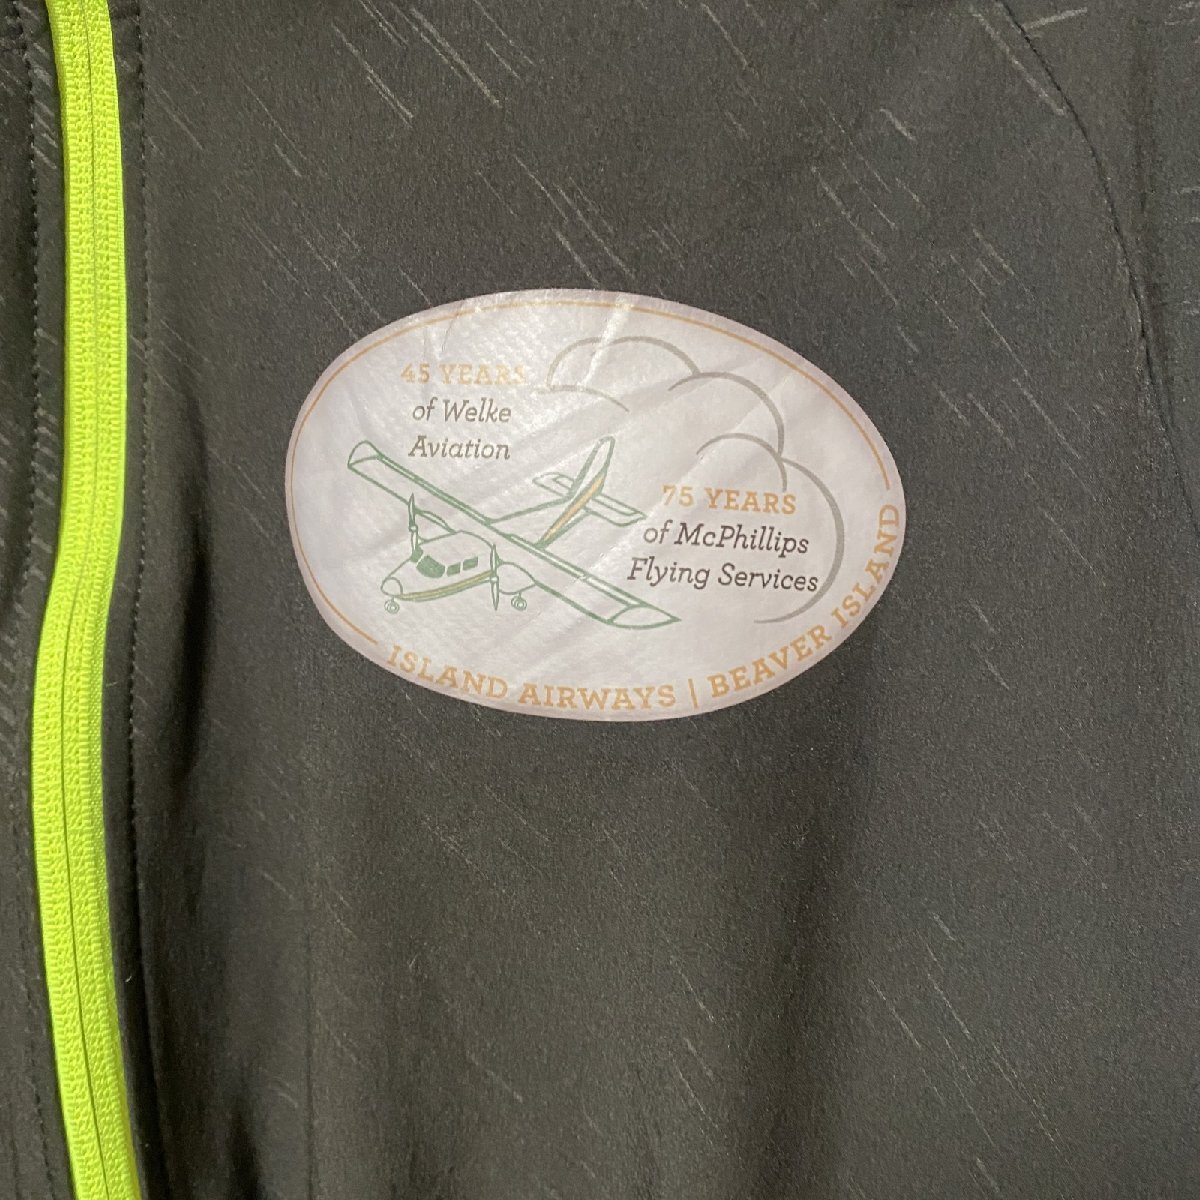 45 YEARS
of Welke
Aviation
75 YEARS
of McPhillips
Flying Services
ISLAND AIRWAYS | BEAVER ISLAND